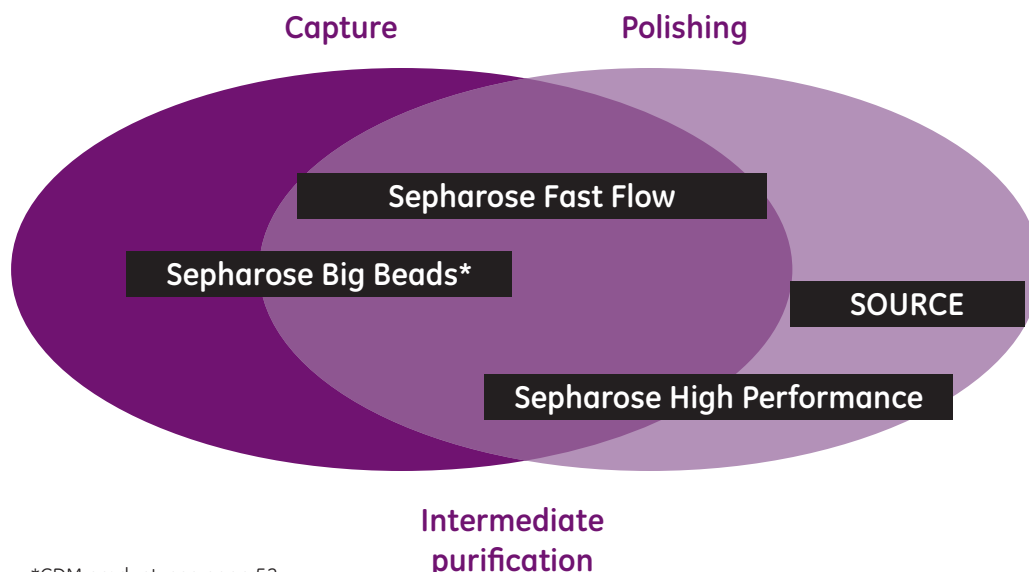 Capture
Polishing
Sepharose Fast Flow
Sepharose Big Beads*
SOURCE
Sepharose High Performance
Intermediate
purification